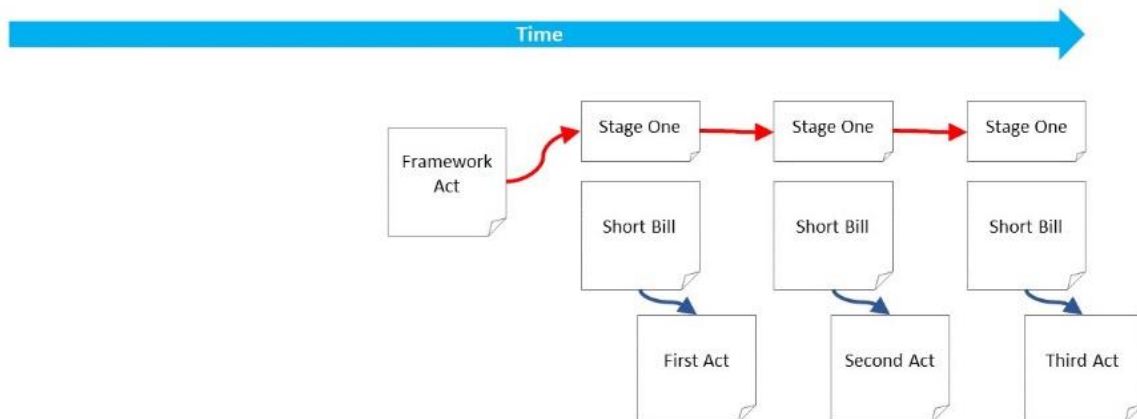 Time
Framework
Act
Stage One
Stage One
Stage One
Short Bill
Short Bill
Short Bill
First Act
Second Act
Third Act